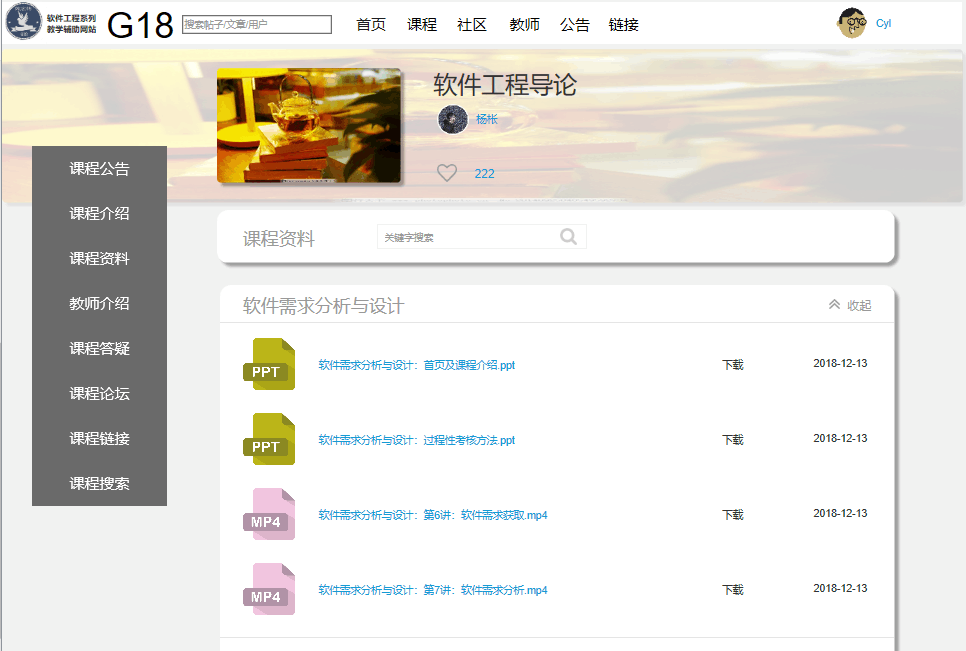 软件工程系列
教学辅助网站
G18
搜索帖子/文章/用户
首页 课程 社区 教师 公告 链接
Cyl
软件工程导论
杨枨
222
课程公告
课程介绍
课程资料
教师介绍
课程答疑
课程论坛
课程链接
课程搜索
课程资料
关键字搜索
软件需求分析与设计
收起
PPT 软件需求分析与设计：首页及课程介绍.ppt 下载 2018-12-13
PPT 软件需求分析与设计：过程性考核方法.ppt 下载 2018-12-13
MP4 软件需求分析与设计：第6讲：软件需求获取.mp4 下载 2018-12-13
MP4 软件需求分析与设计：第7讲：软件需求分析.mp4 下载 2018-12-13